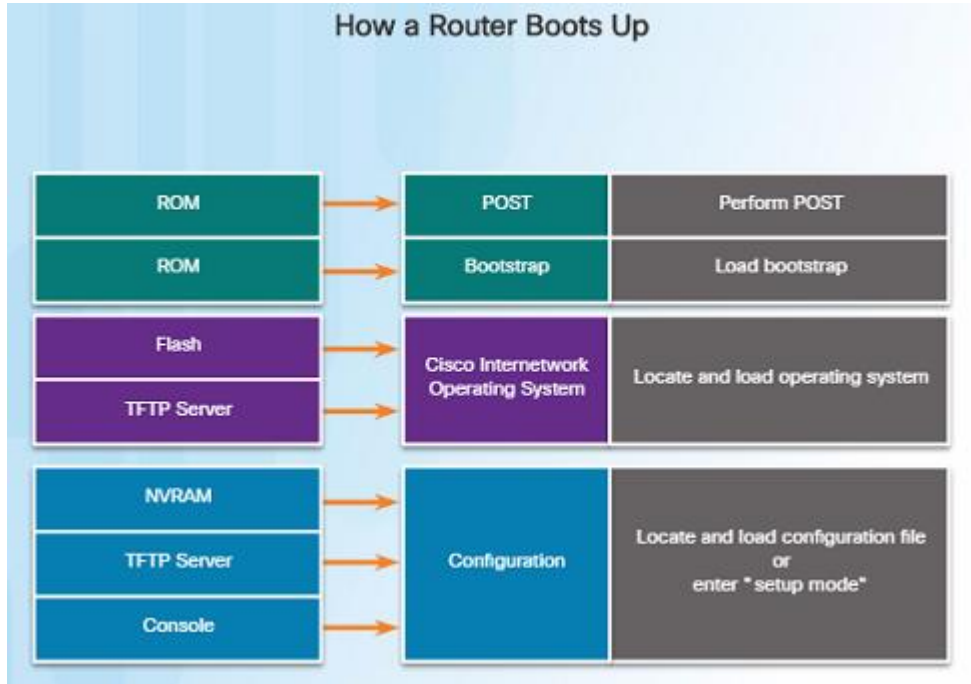 How a Router Boots Up
ROM
POST
Perform POST
ROM
Bootstrap
Load bootstrap
Flash
TFTP Server
Cisco Internetwork
Operating System
Locate and load operating system
NVRAM
TFTP Server
Console
Configuration
Locate and load configuration file
or
enter " setup mode"